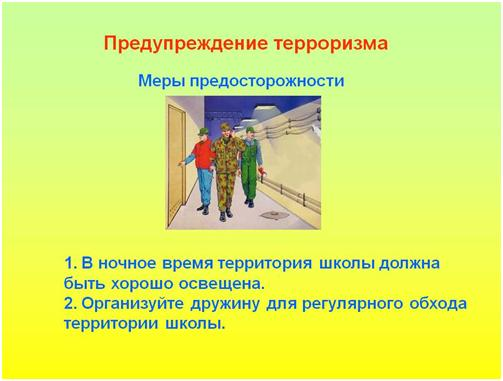 Предупреждение терроризма
Меры предосторожности
1. В ночное время территория школы должна
быть хорошо освещена.
2. Организуйте дружину для регулярного обхода
территории школы.